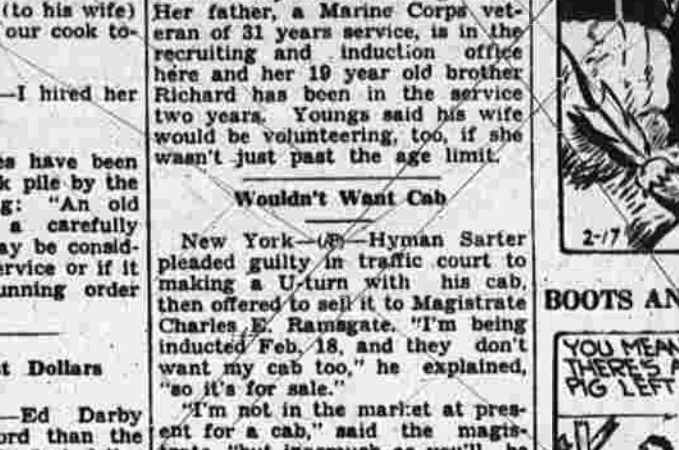 (to his wife)
our cook to-
—I hired her
es have been
k pile by the
g: "An old
a carefully
ay be consid-
ervice or if it
unning order
t Dollars
—Ed Darby
ord than the
Her father, a Marine Corps vet-
eran of 31 years service, is in the
recruiting and induction office
here and her 19 year old brother
Richard has been in the service
two years. Youngs said his wife
would be volunteering, too, if she
wasn't just past the age limit.
Wouldn't Want Cab
New York—(AP)—Hyman Sarter
pleaded guilty in traffic court to
making a U-turn with his cab,
then offered to sell it to Magistrate
Charles E. Ramsgate. "I'm being
inducted Feb. 18, and they don't
want my cab too," he explained,
"so it's for sale."
"I'm not in the market at pres-
ent for a cab," said the magis-
2-17
BOOTS AN
YOU MEAN
THERE'S A
PIG LEFT